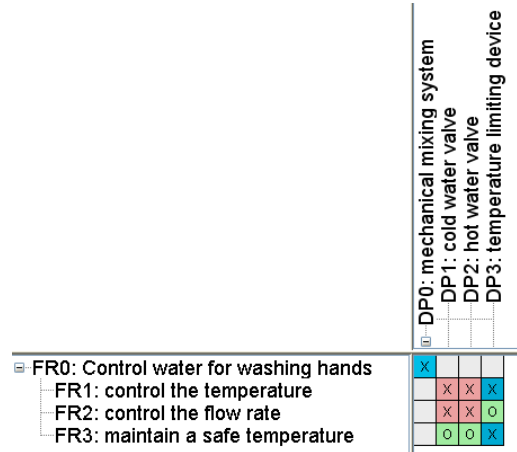 DP0: mechanical mixing system
DP1: cold water valve
DP2: hot water valve
DP3: temperature limiting device
FR0: Control water for washing hands X
FR1: control the temperature X X X
FR2: control the flow rate X X O
FR3: maintain a safe temperature O O X